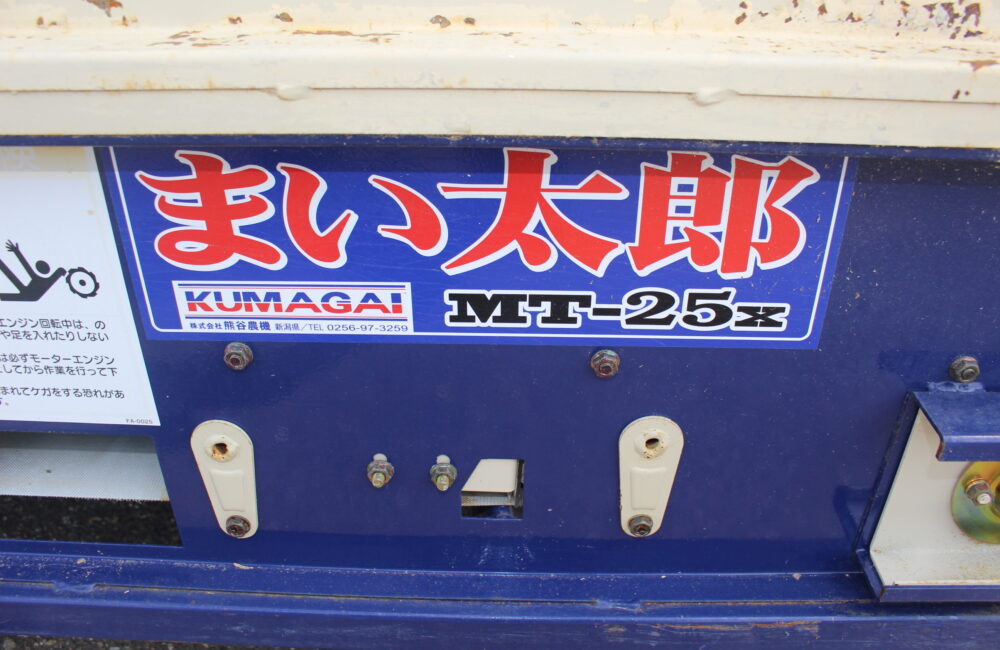 まい太郎
KUMAGAI
株式会社 熊谷農機 新潟県/TEL 0256-97-3259
MT-25x
エンジン回転中は、の
や足を入れたりしない
は必ずモーターエンジン
してから作業を行って下
まれてケガをする恐れがあ
す。
YA-0025